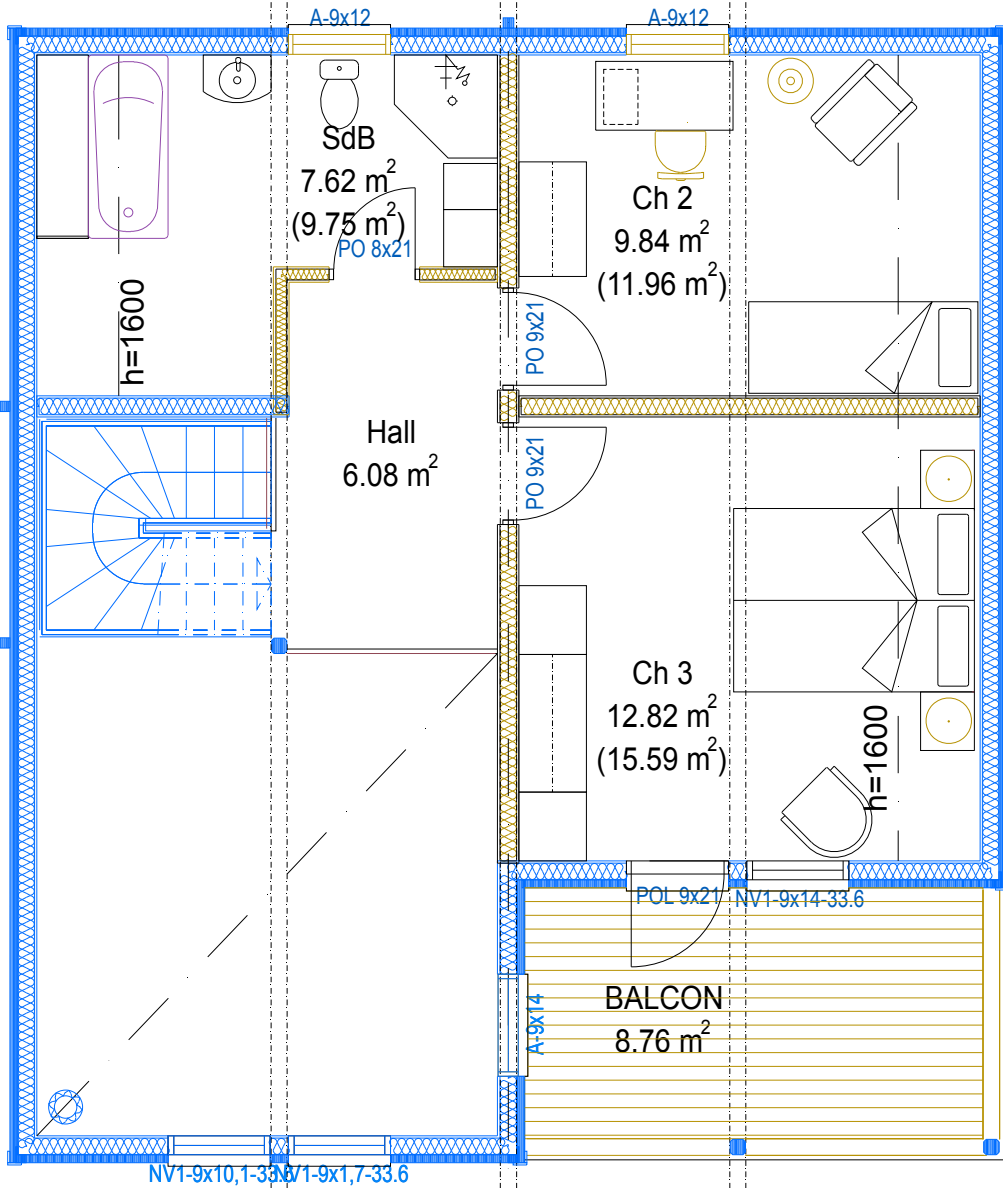 A-9x12
A-9x12
SdB
7.62 m²
(9.75 m²)
PO 8x21
Ch 2
9.84 m²
(11.96 m²)
h=1600
PO 9x21
Hall
6.08 m²
PO 9x21
Ch 3
12.82 m²
(15.59 m²)
h=1600
POL 9x21
NV1-9x14-33.6
BALCON
8.76 m²
A-9x14
NV1-9x10,1-33.6
NV1-9x1,7-33.6